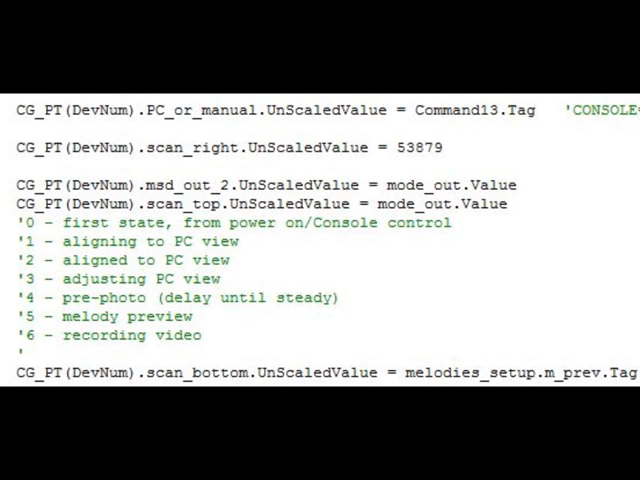 CG_PT(DevNum).PC_or_manual.UnScaledValue = Command13.Tag   'CONSOLE=
CG_PT(DevNum).scan_right.UnScaledValue = 53879
CG_PT(DevNum).msd_out_2.UnScaledValue = mode_out.Value
CG_PT(DevNum).scan_top.UnScaledValue = mode_out.Value
'0 - first state, from power on/Console control
'1 - aligning to PC view
'2 - aligned to PC view
'3 - adjusting PC view
'4 - pre-photo (delay until steady)
'5 - melody preview
'6 - recording video
'
CG_PT(DevNum).scan_bottom.UnScaledValue = melodies_setup.m_prev.Tag